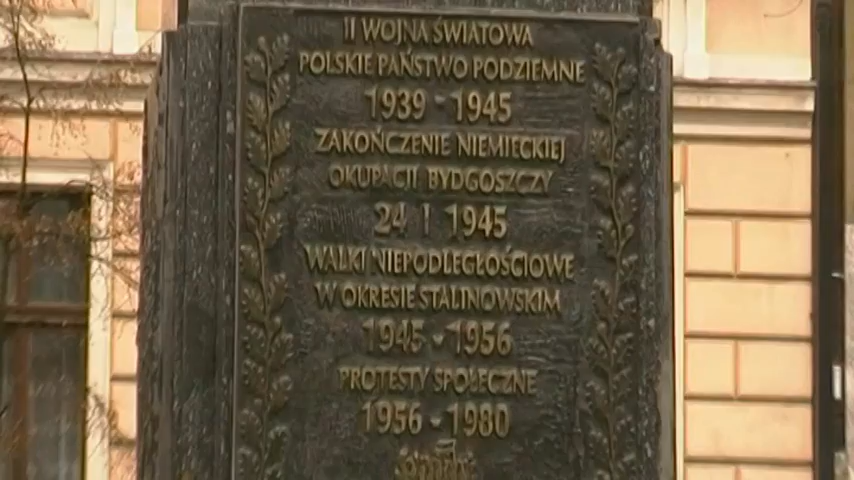 II WOJNA ŚWIATOWA
POLSKIE PAŃSTWO PODZIEMNE
1939 - 1945
ZAKOŃCZENIE NIEMIECKIEJ
OKUPACJI BYDGOSZCZY
24 I 1945
WALKI NIEPODLEGŁOŚCIOWE
W OKRESIE STALINOWSKIM
1945 - 1956
PROTESTY SPOŁECZNE
1956 - 1980